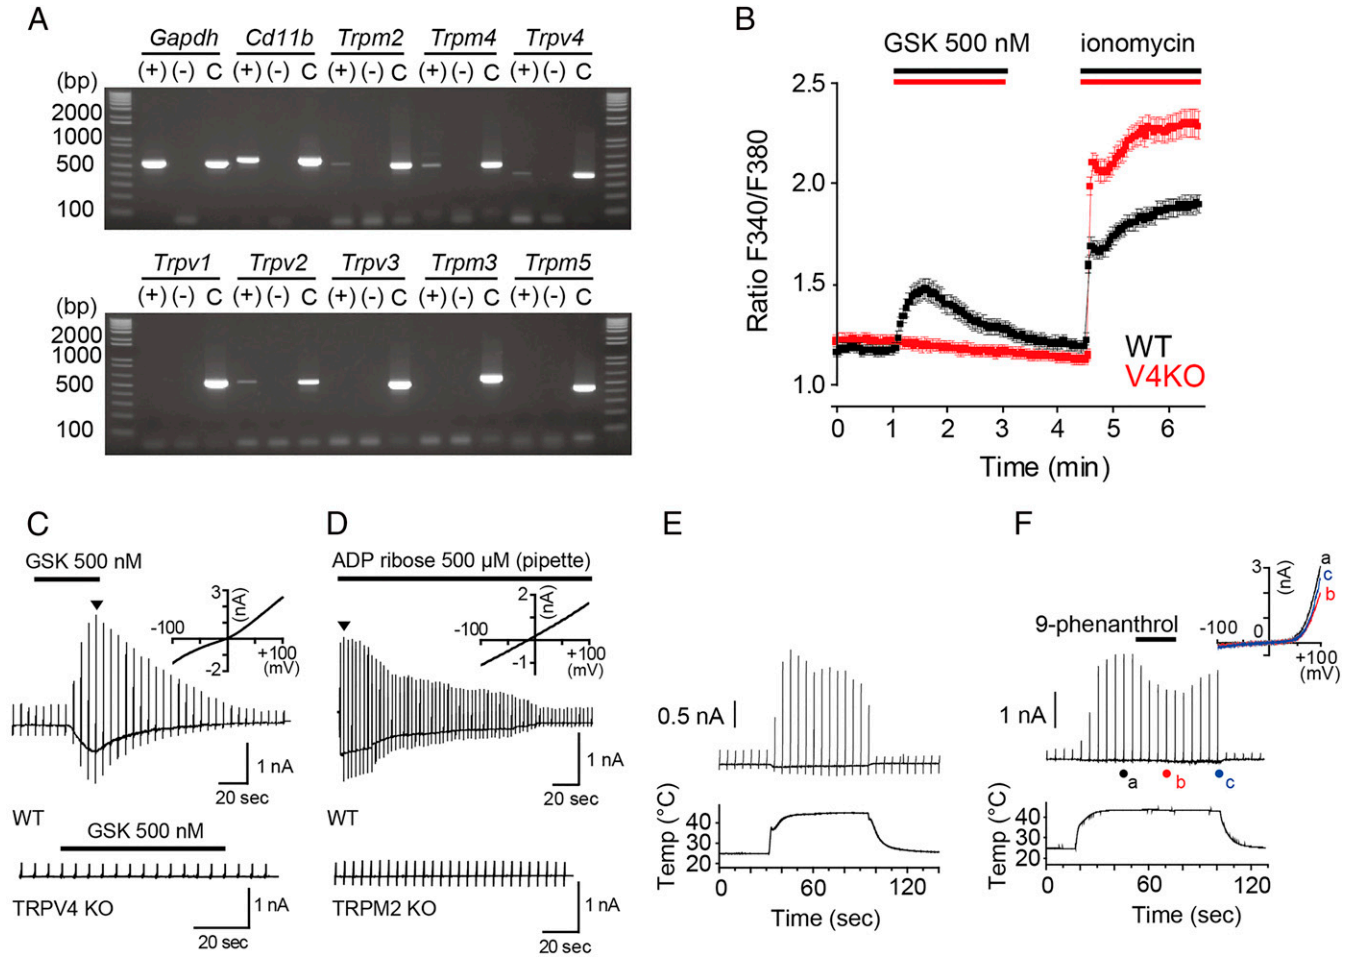 A
Gapdh Cd11b Trpm2 Trpm4 Trpv4
(bp) (+) (-) C (+) (-) C (+) (-) C (+) (-) C (+) (-) C
2000
1000
500
100
Trpv1 Trpv2 Trpv3 Trpm3 Trpm5
(bp) (+) (-) C (+) (-) C (+) (-) C (+) (-) C (+) (-) C
2000
1000
500
100
B
GSK 500 nM ionomycin
2.5
2.0
1.5
1.0
Ratio F340/F380
WT
V4KO
0 1 2 3 4 5 6
Time (min)
C
GSK 500 nM
3
(nA)
-100
+100
(mV)
-2
1 nA
20 sec
WT
GSK 500 nM
TRPV4 KO
1 nA
20 sec
D
ADP ribose 500 µM (pipette)
2
(nA)
-100
+100
(mV)
-1
1 nA
20 sec
WT
TRPM2 KO
1 nA
20 sec
E
0.5 nA
Temp (°C)
40
30
20
0 60 120
Time (sec)
F
9-phenanthrol
3
(nA)
a
c
b
-100
0
+100
(mV)
1 nA
a b c
Temp (°C)
40
30
20
0 60 120
Time (sec)